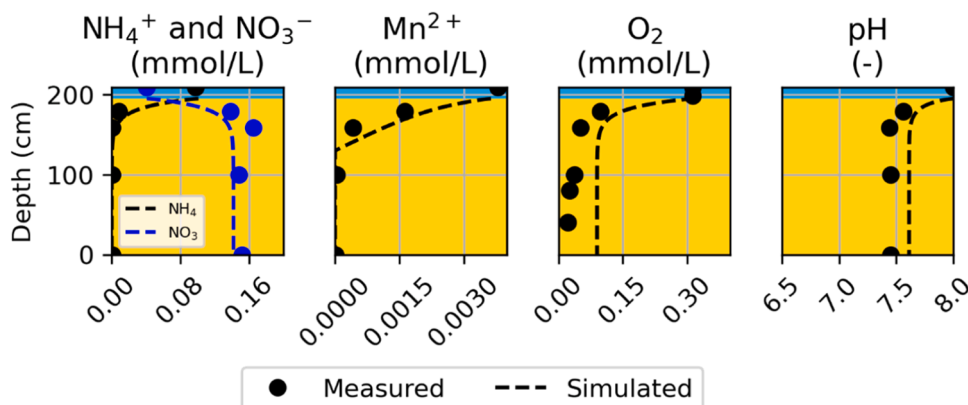 NH₄⁺ and NO₃⁻
(mmol/L)
Mn²⁺
(mmol/L)
O₂
(mmol/L)
pH
(-)
Depth (cm)
200
100
0
NH₄
NO₃
0.00 0.08 0.16
0.0000 0.0015 0.0030
0.00 0.15 0.30
6.5 7.0 7.5 8.0
Measured Simulated